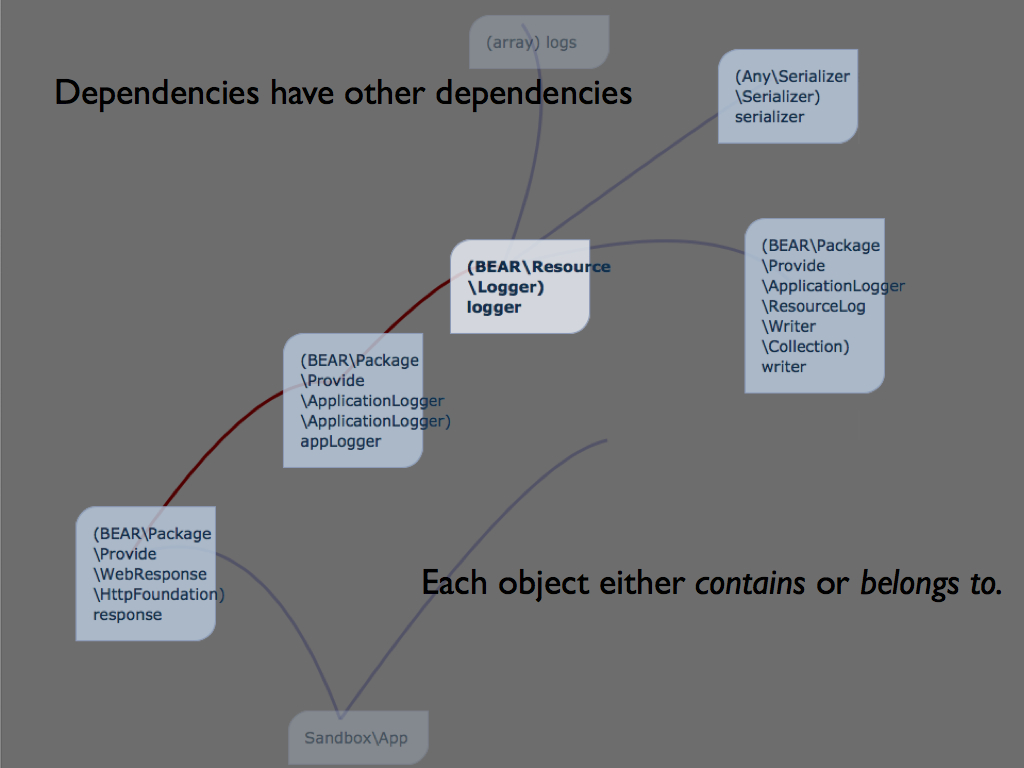 (array) logs
Dependencies have other dependencies
(Any\Serializer
\Serializer)
serializer
(BEAR\Resource
\Logger)
logger
(BEAR\Package
\Provide
\ApplicationLogger
\ResourceLog
\Writer
\Collection)
writer
(BEAR\Package
\Provide
\ApplicationLogger
\ApplicationLogger)
appLogger
(BEAR\Package
\Provide
\WebResponse
\HttpFoundation)
response
Each object either contains or belongs to.
Sandbox\App